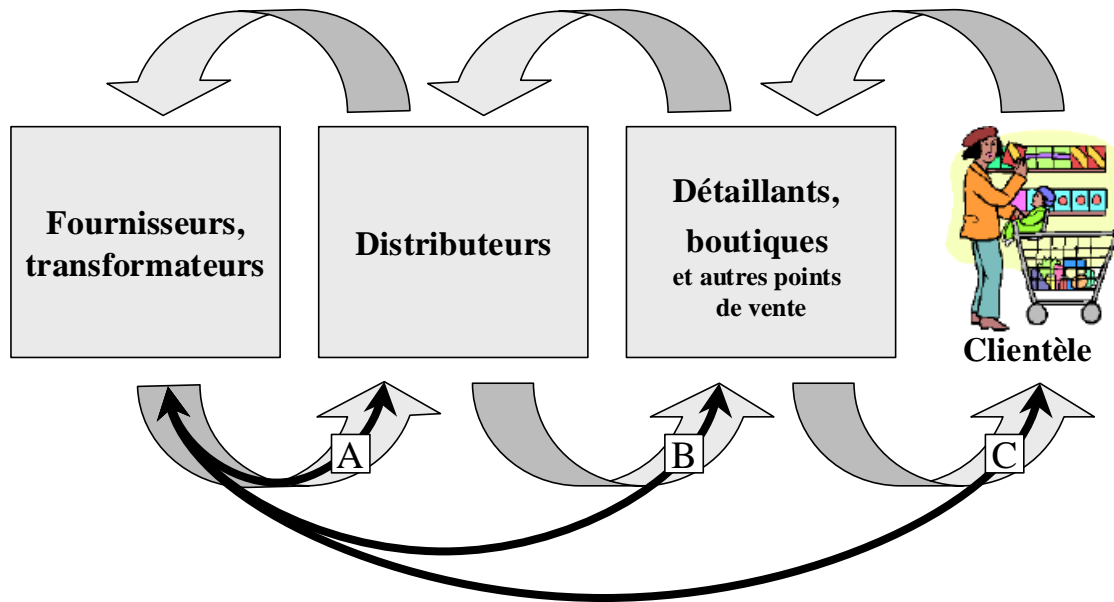 Fournisseurs,
transformateurs
Distributeurs
Détaillants,
boutiques
et autres points
de vente
Clientèle
A
B
C